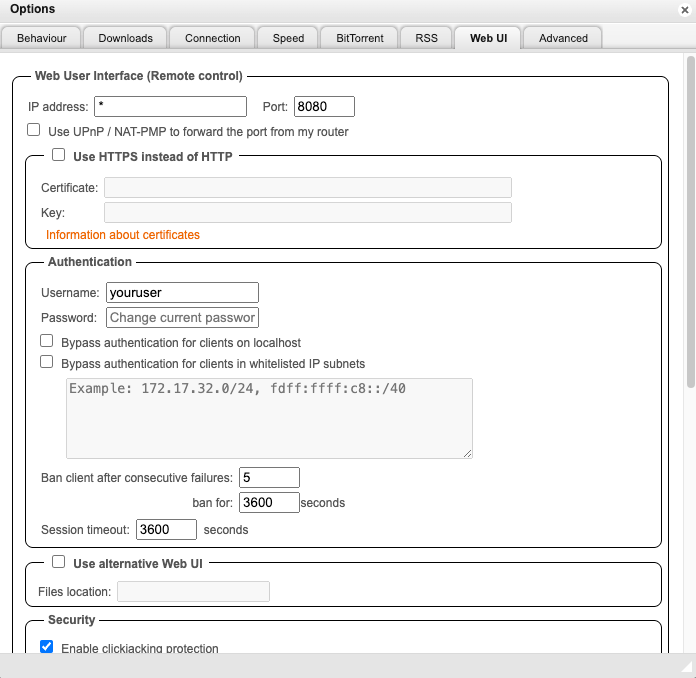 Options
Behaviour Downloads Connection Speed BitTorrent RSS Web UI Advanced
Web User Interface (Remote control)
IP address: * Port: 8080
Use UPnP / NAT-PMP to forward the port from my router
Use HTTPS instead of HTTP
Certificate:
Key:
Information about certificates
Authentication
Username: youruser
Password: Change current passwor
Bypass authentication for clients on localhost
Bypass authentication for clients in whitelisted IP subnets
Example: 172.17.32.0/24, fdff:ffff:c8::/40
Ban client after consecutive failures: 5
ban for: 3600 seconds
Session timeout: 3600 seconds
Use alternative Web UI
Files location:
Security
Enable clickjacking protection